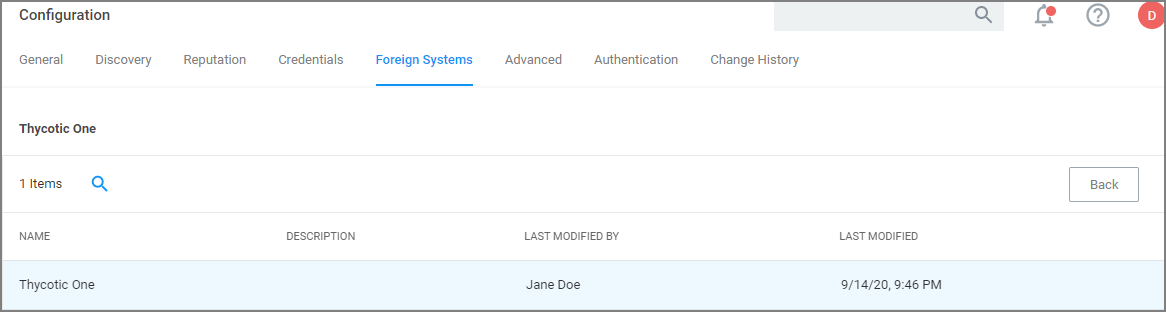 Configuration
D
General Discovery Reputation Credentials Foreign Systems Advanced Authentication Change History
Thycotic One
1 Items Back
NAME DESCRIPTION LAST MODIFIED BY LAST MODIFIED
Thycotic One Jane Doe 9/14/20, 9:46 PM